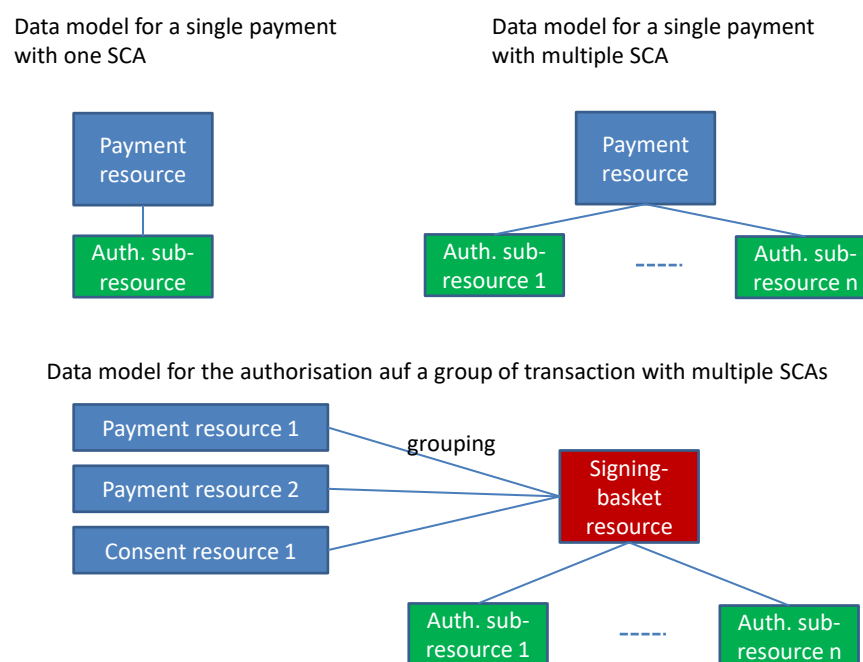 Data model for a single payment
with one SCA
Data model for a single payment
with multiple SCA
Payment
resource
Auth. sub-
resource
Payment
resource
Auth. sub-
resource 1
Auth. sub-
resource n
Data model for the authorisation auf a group of transaction with multiple SCAs
Payment resource 1
Payment resource 2
Consent resource 1
grouping
Signing-
basket
resource
Auth. sub-
resource 1
Auth. sub-
resource n